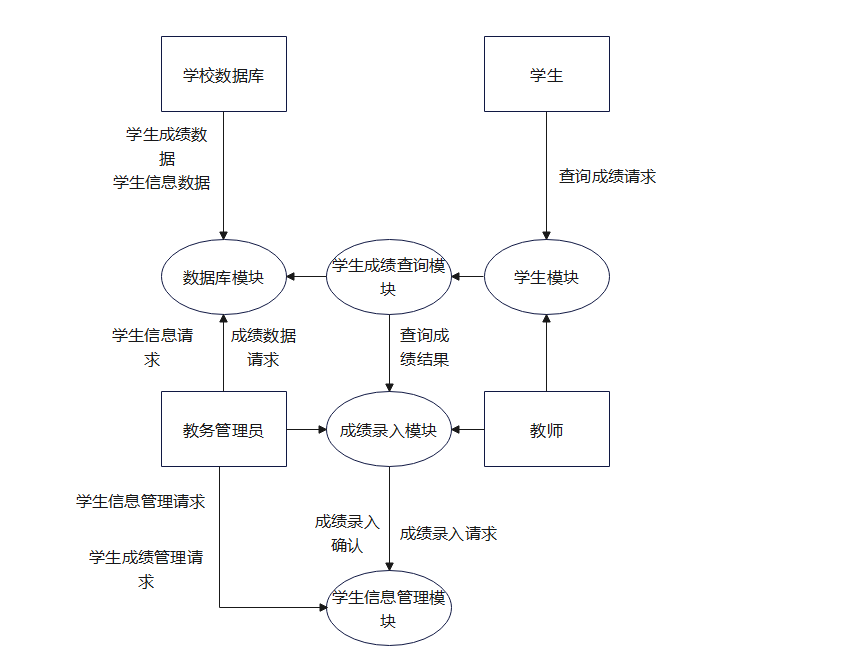 学校数据库
学生
学生成绩数
据
学生信息数据
查询成绩请求
数据库模块
学生成绩查询模
块
学生模块
学生信息请
求
成绩数据
请求
查询成
绩结果
教务管理员
成绩录入模块
教师
学生信息管理请求
学生成绩管理请
求
成绩录入
确认
成绩录入请求
学生信息管理模
块